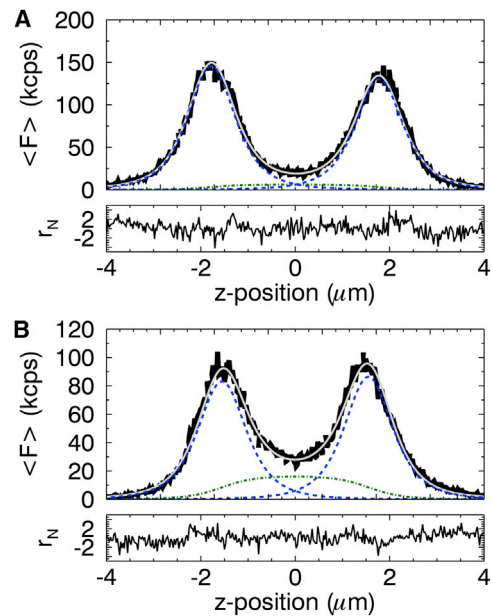 A
<F> (kcps)
200
150
100
50
0
r_N
2
-2
-4 -2 0 2 4
z-position (μm)
B
<F> (kcps)
120
100
80
60
40
20
0
r_N
2
-2
-4 -2 0 2 4
z-position (μm)